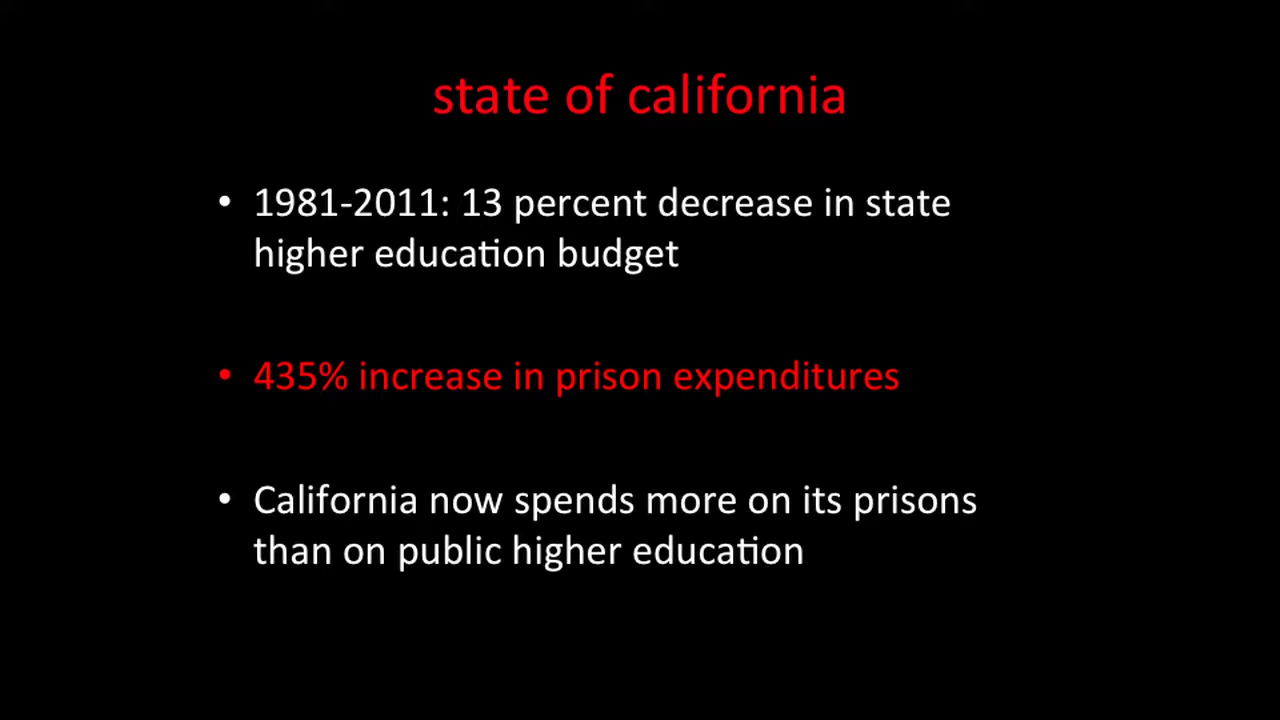 state of california
• 1981-2011: 13 percent decrease in state
higher education budget
• 435% increase in prison expenditures
• California now spends more on its prisons
than on public higher education